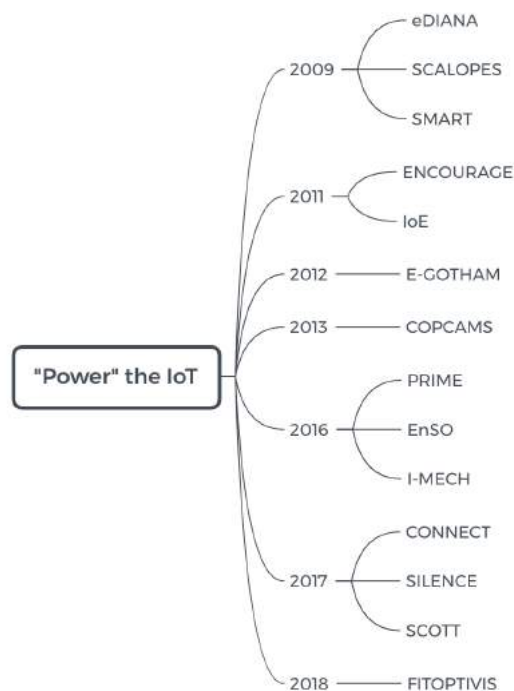 "Power" the IoT
2009
eDIANA
SCALOPES
SMART
2011
ENCOURAGE
IoE
2012
E-GOTHAM
2013
COPCAMS
2016
PRIME
EnSO
I-MECH
2017
CONNECT
SILENCE
SCOTT
2018
FITOPTIVIS